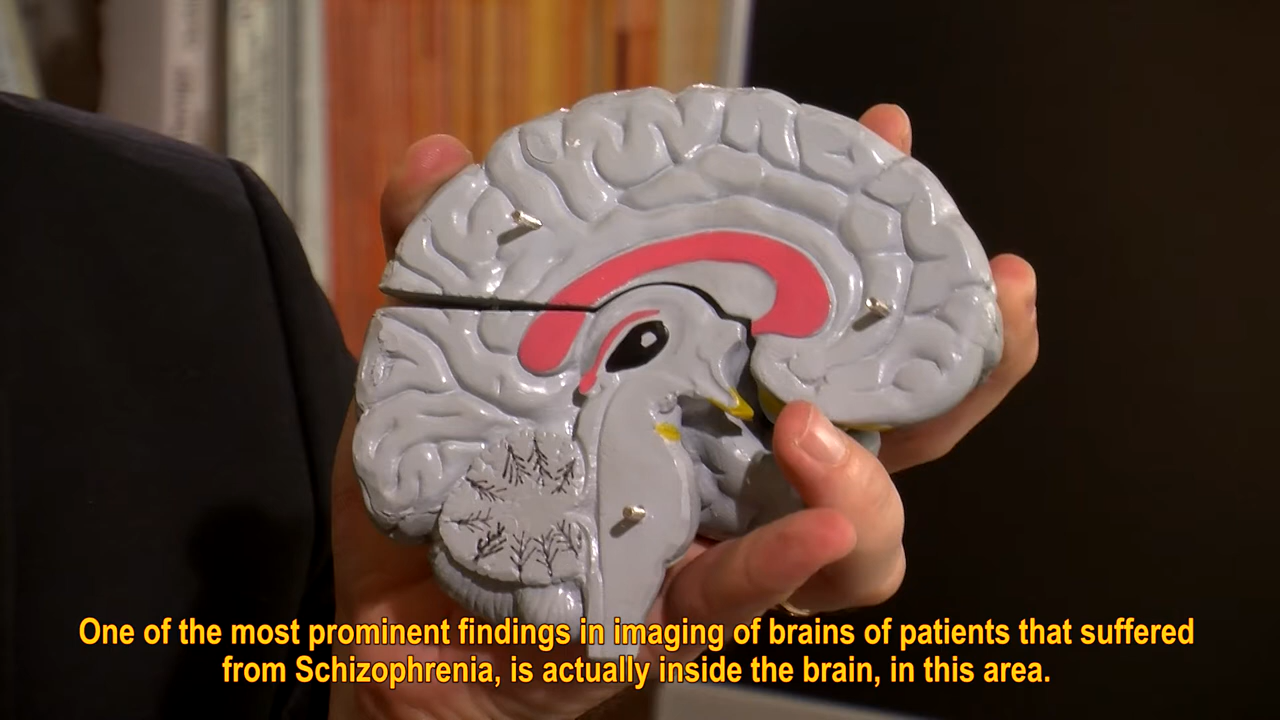 One of the most prominent findings in imaging of brains of patients that suffered
from Schizophrenia, is actually inside the brain, in this area.